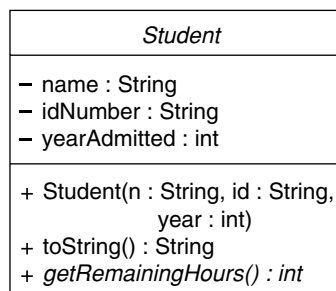 Student
– name : String
– idNumber : String
– yearAdmitted : int
+ Student(n : String, id : String,
year : int)
+ toString() : String
+ getRemainingHours() : int